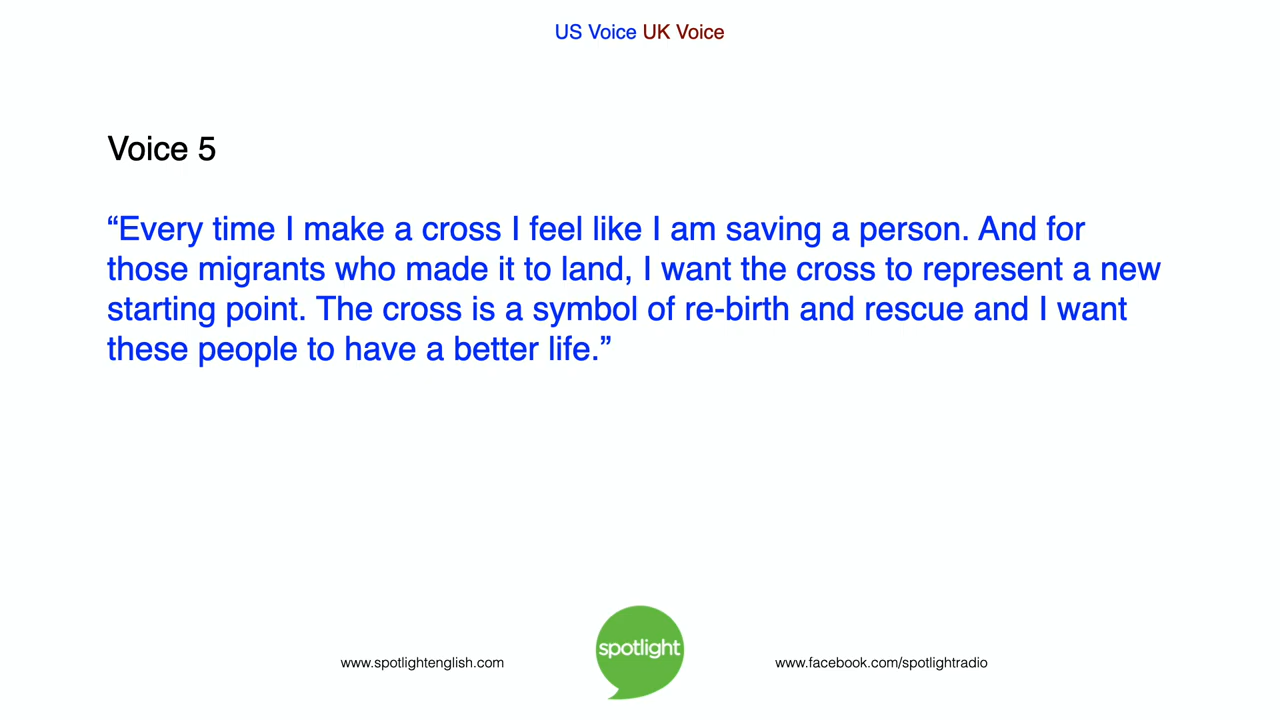 US Voice UK Voice
Voice 5
“Every time I make a cross I feel like I am saving a person. And for
those migrants who made it to land, I want the cross to represent a new
starting point. The cross is a symbol of re-birth and rescue and I want
these people to have a better life.”
spotlight
www.spotlightenglish.com
www.facebook.com/spotlightradio